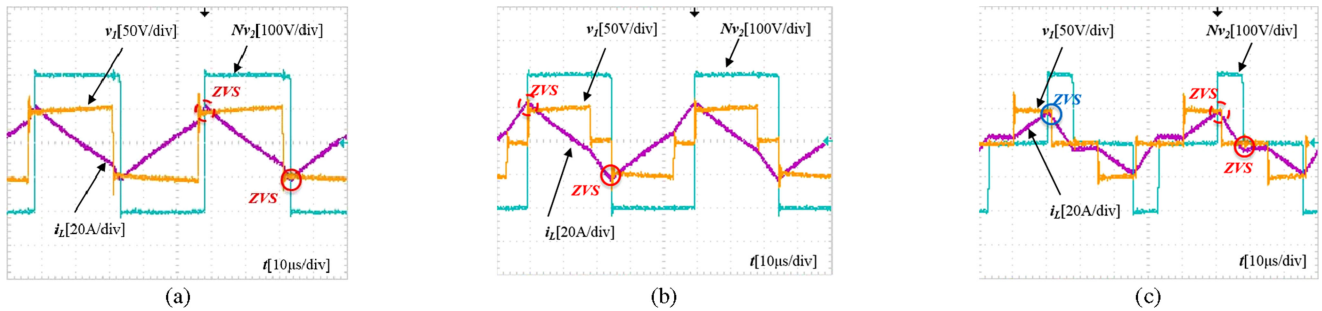 v1[50V/div] Nv2[100V/div]
ZVS
ZVS
iL[20A/div]
t[10μs/div]
(a)
v1[50V/div] Nv2[100V/div]
ZVS
ZVS
iL[20A/div]
t[10μs/div]
(b)
v1[50V/div] Nv2[100V/div]
ZVS
ZVS
ZVS
iL[20A/div]
t[10μs/div]
(c)